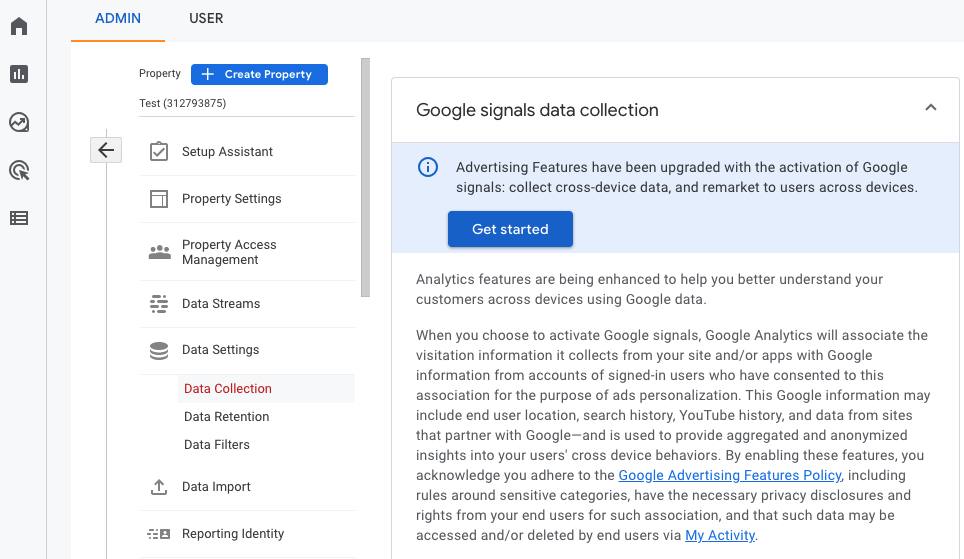 ADMIN
USER
Property
Create Property
Test (312793875)
Setup Assistant
Property Settings
Property Access
Management
Data Streams
Data Settings
Data Collection
Data Retention
Data Filters
Data Import
Reporting Identity
Google signals data collection
Advertising Features have been upgraded with the activation of Google
signals: collect cross-device data, and remarket to users across devices.
Get started
Analytics features are being enhanced to help you better understand your
customers across devices using Google data.
When you choose to activate Google signals, Google Analytics will associate the
visitation information it collects from your site and/or apps with Google
information from accounts of signed-in users who have consented to this
association for the purpose of ads personalization. This Google information may
include end user location, search history, YouTube history, and data from sites
that partner with Google—and is used to provide aggregated and anonymized
insights into your users' cross device behaviors. By enabling these features, you
acknowledge you adhere to the Google Advertising Features Policy, including
rules around sensitive categories, have the necessary privacy disclosures and
rights from your end users for such association, and that such data may be
accessed and/or deleted by end users via My Activity.